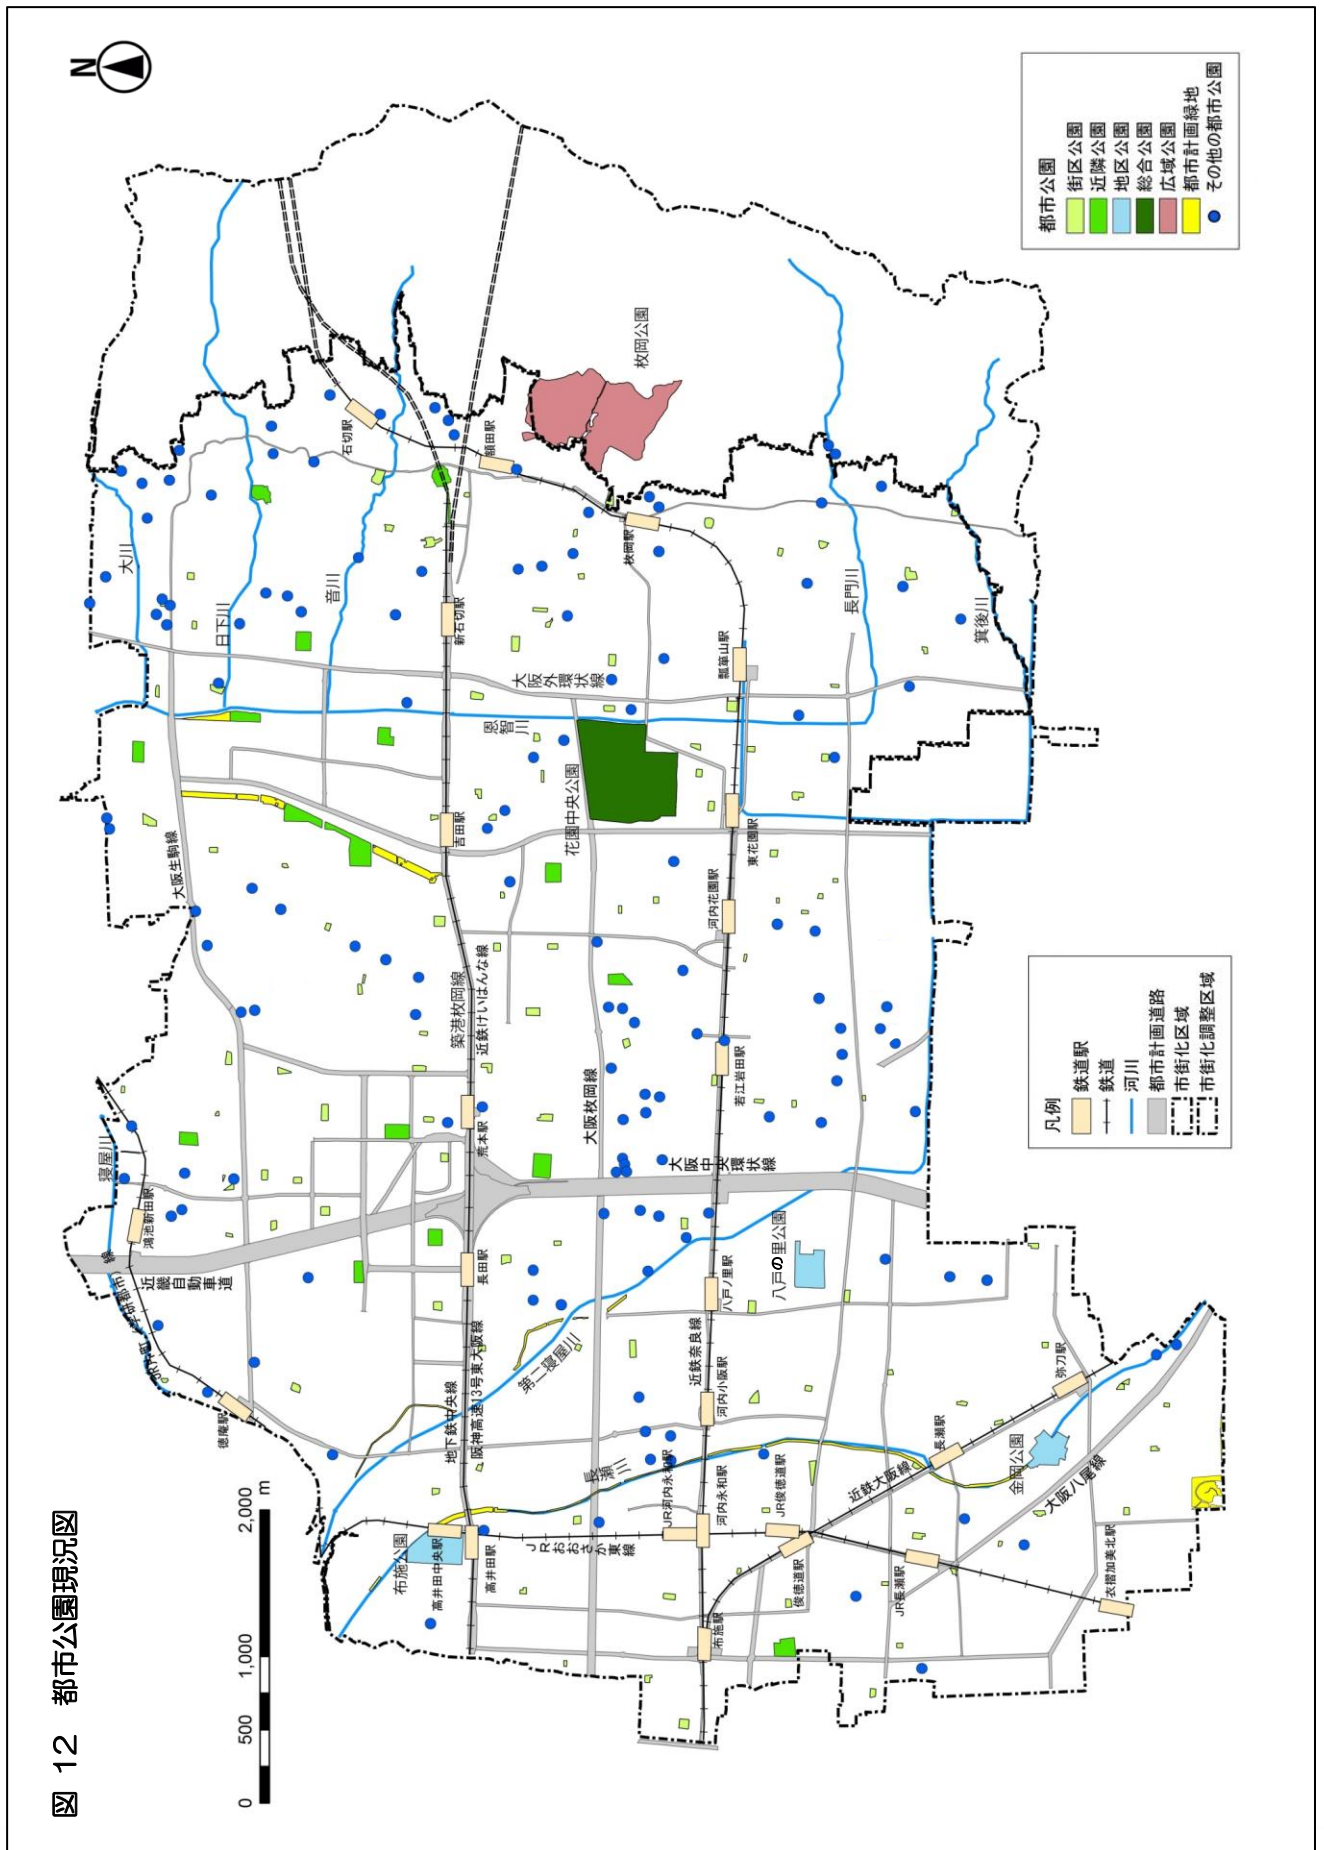 図 12 都市公園現況図
0 500 1,000 2,000 m
N
都市公園
街区公園
近隣公園
地区公園
総合公園
広域公園
都市計画緑地
その他の都市公園
凡例
鉄道駅
鉄道
河川
都市計画道路
市街化区域
市街化調整区域
大川
日下川
音川
石切駅
額田駅
枚岡公園
枚岡駅
新石切駅
大阪外環状線
恩智川
瓢箪山駅
長門川
箕後川
大阪生駒線
吉田駅
花園中央公園
東花園駅
河内花園駅
築港枚岡線
近鉄けいはんな線
大阪枚岡線
若江岩田駅
荒本駅
大阪中央環状線
寝屋川
鴻池新田駅
近畿自動車道
長田駅
八戸の里公園
八戸ノ里駅
第二寝屋川
近鉄奈良線
河内小阪駅
弥刀駅
徳庵駅
地下鉄中央線
阪神高速13号東大阪線
長瀬川
JR河内永和駅
河内永和駅
JR俊徳道駅
近鉄大阪線
長瀬駅
金岡公園
大阪八尾線
布施公園
高井田中央駅
高井田駅
JRおおさか東線
俊徳道駅
JR長瀬駅
衣摺加美北駅
布施駅